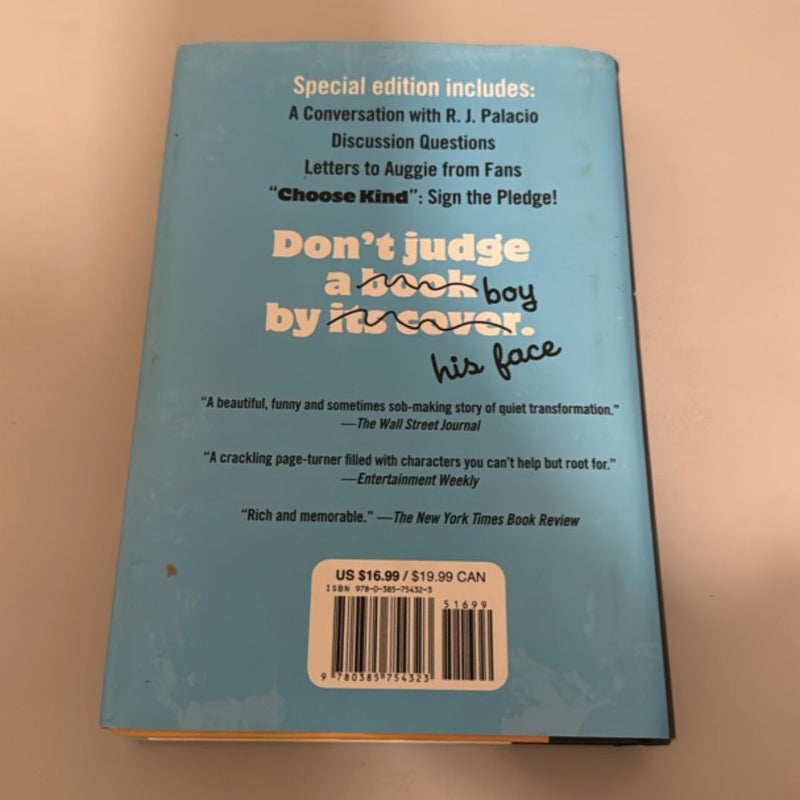 Special edition includes:
A Conversation with R. J. Palacio
Discussion Questions
Letters to Auggie from Fans
“Choose Kind”: Sign the Pledge!
Don’t judge
a book boy
by its cover.
his face
“A beautiful, funny and sometimes sob-making story of quiet transformation.”
—The Wall Street Journal
“A crackling page-turner filled with characters you can’t help but root for.”
—Entertainment Weekly
“Rich and memorable.” —The New York Times Book Review
US $16.99 / $19.99 CAN
ISBN 978-0-385-75432-3
51699
9 780385 754323